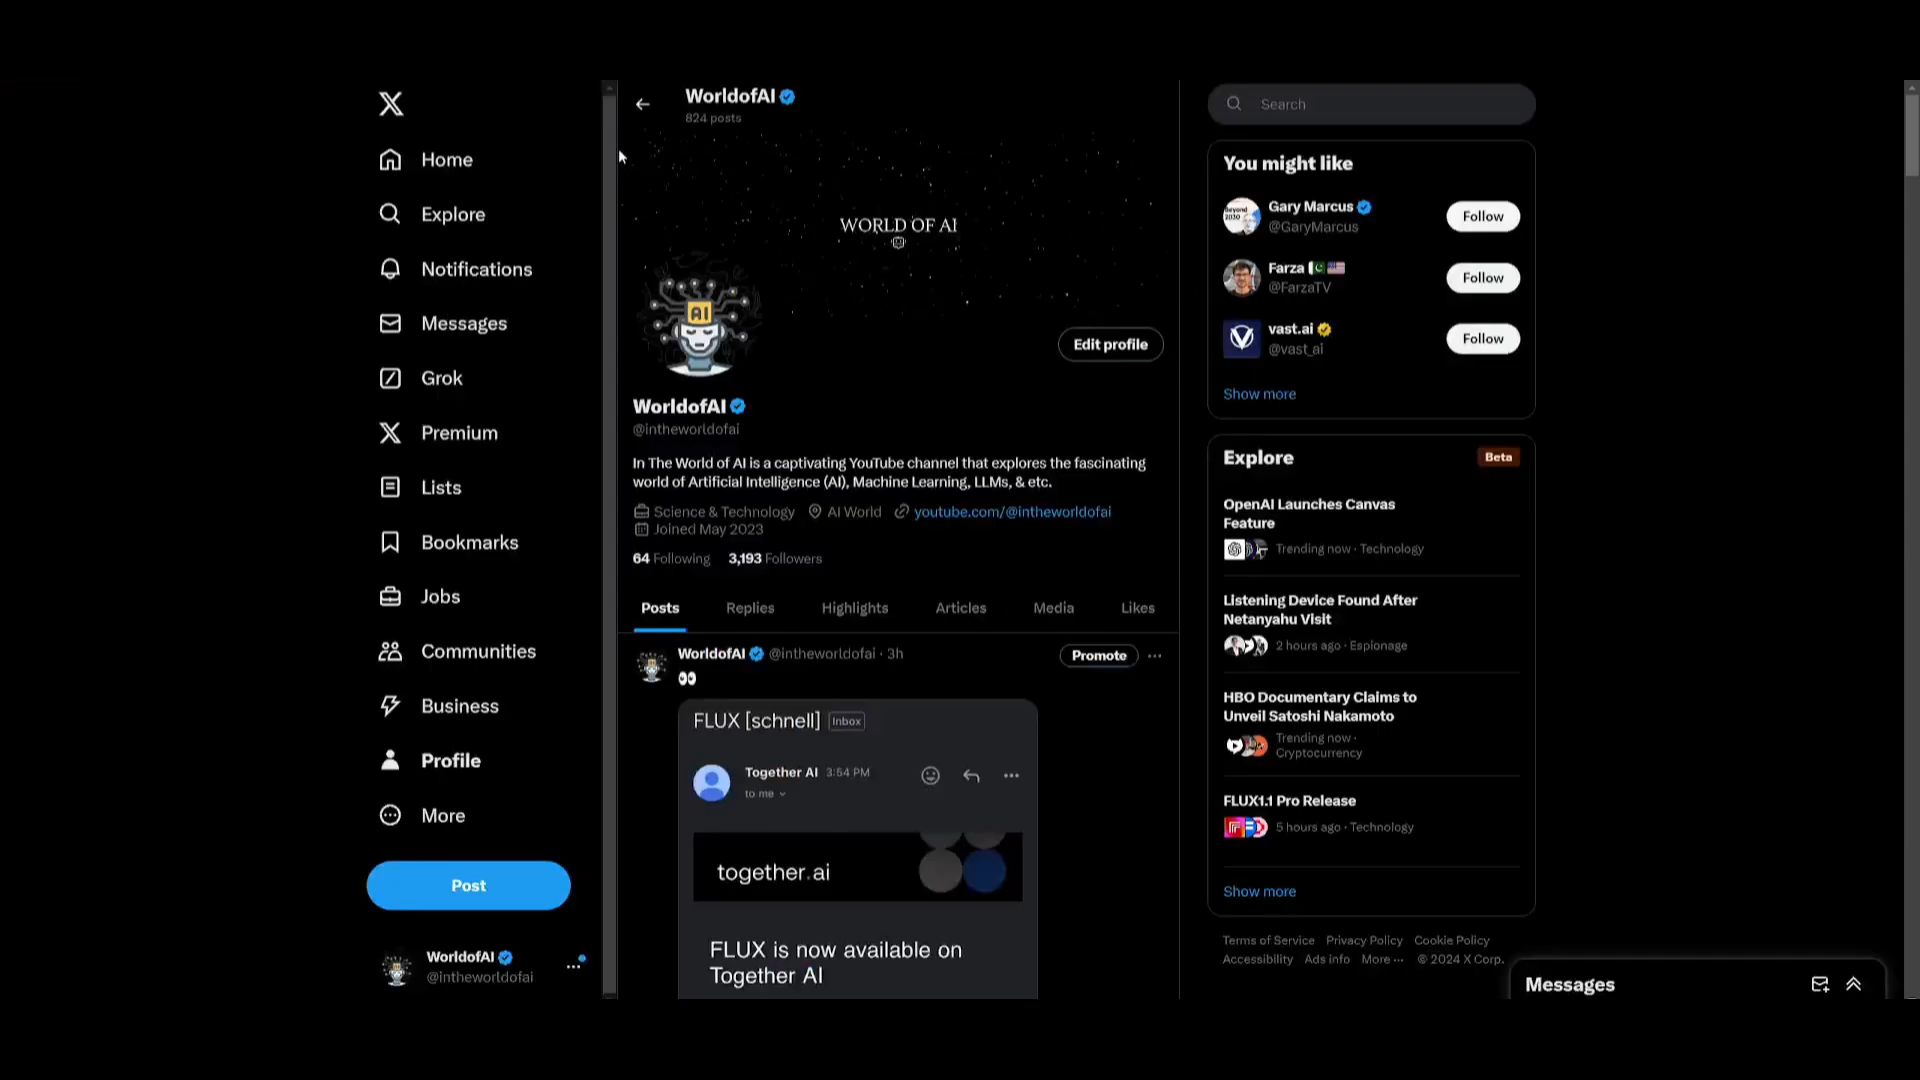 Home
Explore
Notifications
Messages
Grok
Premium
Lists
Bookmarks
Jobs
Communities
Business
Profile
More
Post
WorldofAI
@intheworldofai
WorldofAI
824 posts
WORLD OF AI
AI
Edit profile
WorldofAI
@intheworldofai
In The World of AI is a captivating YouTube channel that explores the fascinating
world of Artificial Intelligence (AI), Machine Learning, LLMs, & etc.
Science & Technology AI World youtube.com/@intheworldofai
Joined May 2023
64 Following 3,193 Followers
Posts Replies Highlights Articles Media Likes
WorldofAI @intheworldofai · 3h Promote
FLUX [schnell] Inbox
Together AI 3:54 PM
to me
together.ai
FLUX is now available on
Together AI
Search
You might like
Gary Marcus
@GaryMarcus
Follow
Farza
@FarzaTV
Follow
vast.ai
@vast_ai
Follow
Show more
Explore Beta
OpenAI Launches Canvas
Feature
Trending now · Technology
Listening Device Found After
Netanyahu Visit
2 hours ago · Espionage
HBO Documentary Claims to
Unveil Satoshi Nakamoto
Trending now ·
Cryptocurrency
FLUX1.1 Pro Release
5 hours ago · Technology
Show more
Terms of Service Privacy Policy Cookie Policy
Accessibility Ads info More ··· © 2024 X Corp.
Messages